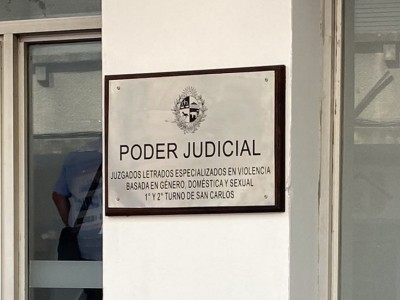 PODER JUDICIAL
JUZGADOS LETRADOS ESPECIALIZADOS EN VIOLENCIA
BASADA EN GÉNERO, DOMÉSTICA Y SEXUAL
1° Y 2° TURNO DE SAN CARLOS